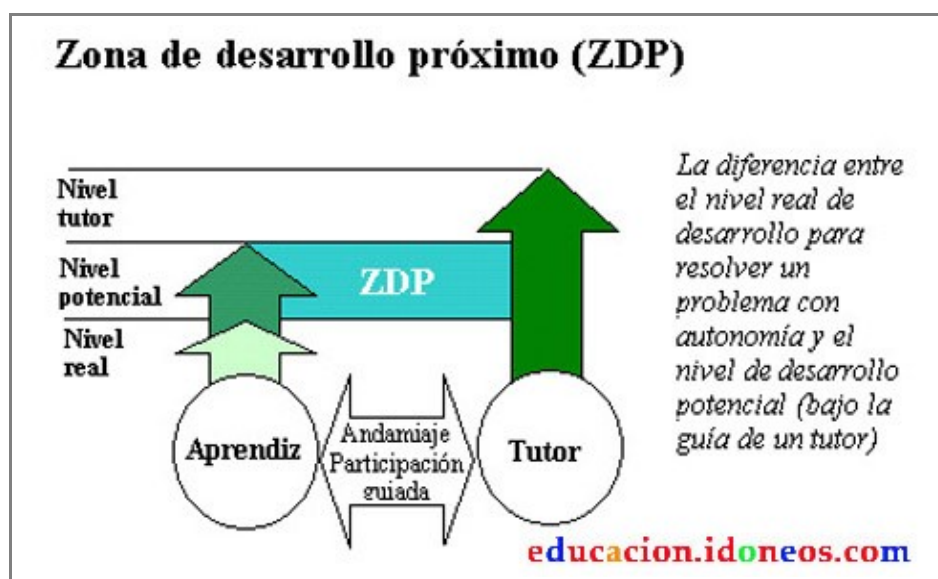 Zona de desarrollo próximo (ZDP)
Nivel
tutor
Nivel
potencial
Nivel
real
ZDP
Aprendiz
Andamiaje
Participación
guiada
Tutor
La diferencia entre
el nivel real de
desarrollo para
resolver un
problema con
autonomía y el
nivel de desarrollo
potencial (bajo la
guía de un tutor)
educacion.idoneos.com